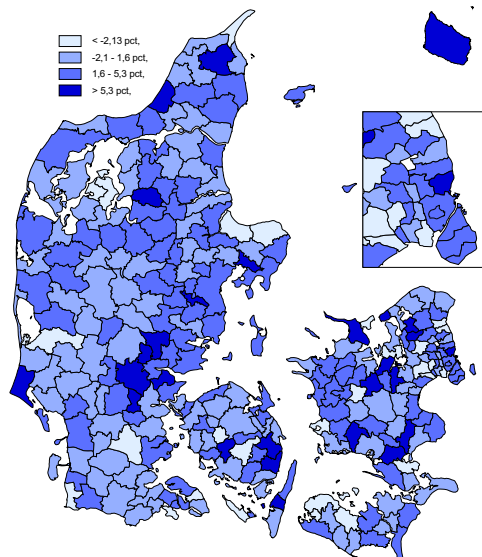 < -2,13 pct,
-2,1 - 1,6 pct,
1,6 - 5,3 pct,
> 5,3 pct,